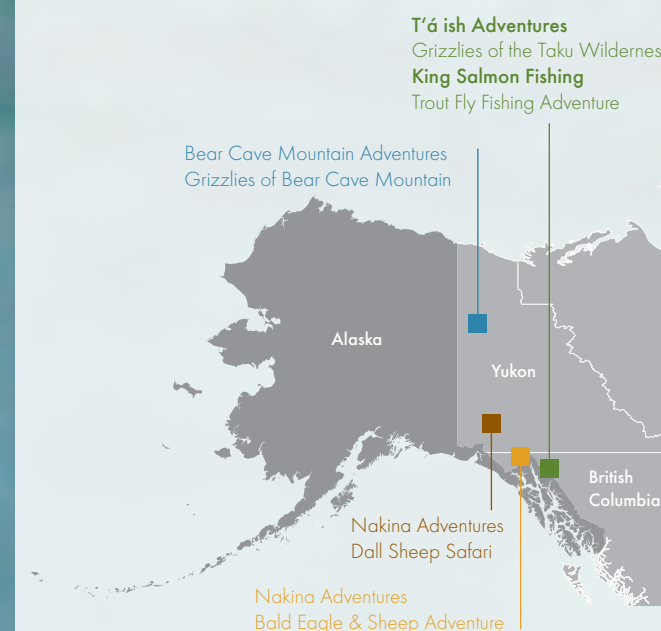 T‘á ish Adventures
Grizzlies of the Taku Wildernes
King Salmon Fishing
Trout Fly Fishing Adventure
Bear Cave Mountain Adventures
Grizzlies of Bear Cave Mountain
Alaska
Yukon
British
Columbia
Nakina Adventures
Dall Sheep Safari
Nakina Adventures
Bald Eagle & Sheep Adventure